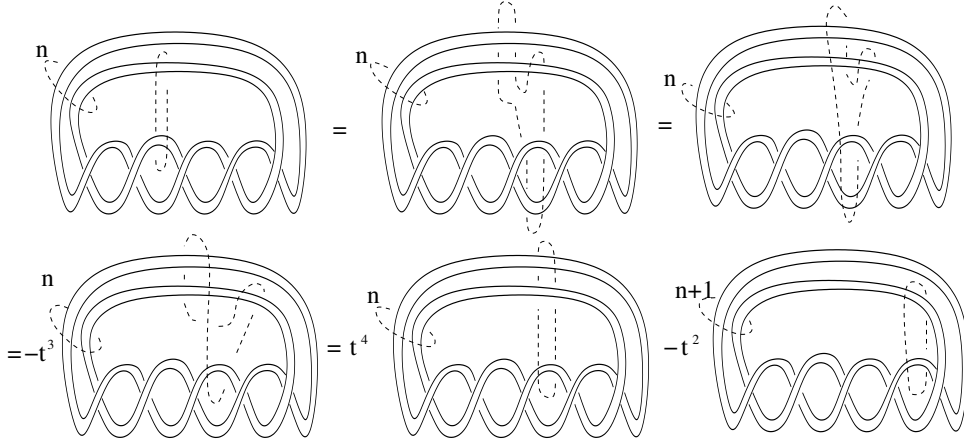 n = n = n
=-t³ n = t⁴ n -t² n+1